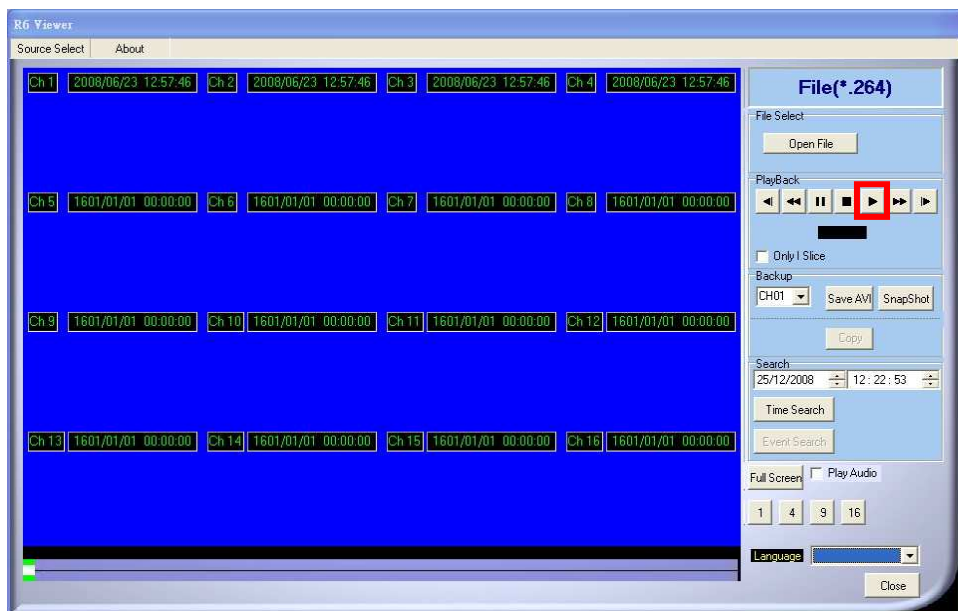 R6 Viewer
Source Select About
Ch 1 2008/06/23 12:57:46 Ch 2 2008/06/23 12:57:46 Ch 3 2008/06/23 12:57:46 Ch 4 2008/06/23 12:57:46
Ch 5 1601/01/01 00:00:00 Ch 6 1601/01/01 00:00:00 Ch 7 1601/01/01 00:00:00 Ch 8 1601/01/01 00:00:00
Ch 9 1601/01/01 00:00:00 Ch 10 1601/01/01 00:00:00 Ch 11 1601/01/01 00:00:00 Ch 12 1601/01/01 00:00:00
Ch 13 1601/01/01 00:00:00 Ch 14 1601/01/01 00:00:00 Ch 15 1601/01/01 00:00:00 Ch 16 1601/01/01 00:00:00
File(*.264)
File Select
Open File
PlayBack
Only I Slice
Backup
CH01 Save AVI SnapShot
Copy
Search
25/12/2008 12:22:53
Time Search
Event Search
Full Screen Play Audio
1 4 9 16
Language
Close